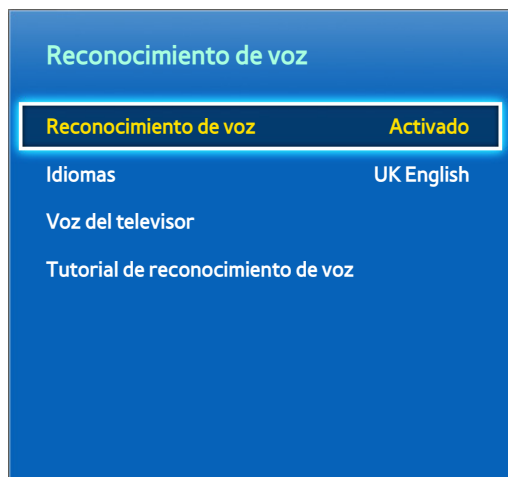 Reconocimiento de voz
Reconocimiento de voz Activado
Idiomas UK English
Voz del televisor
Tutorial de reconocimiento de voz